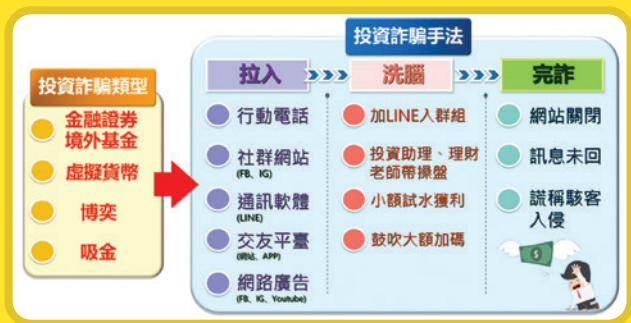 投資詐騙手法
投資詐騙類型
金融證券
境外基金
虛擬貨幣
博奕
吸金
拉入
行動電話
社群網站
(FB, IG)
通訊軟體
(LINE)
交友平臺
(網站、APP)
網路廣告
(FB, IG, Youtube)
洗腦
加LINE入群組
投資助理、理財
老師帶操盤
小額試水獲利
鼓吹大額加碼
完詐
網站關閉
訊息未回
謊稱駭客
入侵